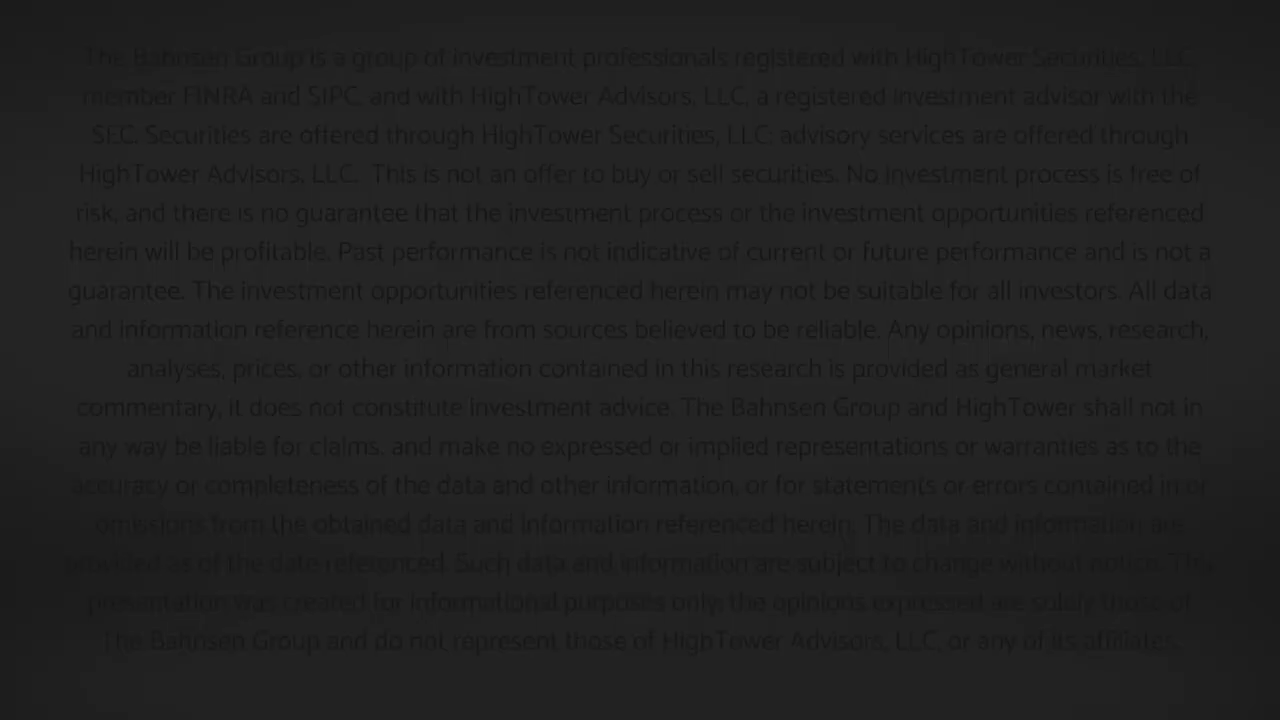 The Bahnsen Group is a group of investment professionals registered with HighTower Securities, LLC,
member FINRA and SIPC, and with HighTower Advisors, LLC, a registered investment advisor with the
SEC. Securities are offered through HighTower Securities, LLC; advisory services are offered through
HighTower Advisors, LLC. This is not an offer to buy or sell securities. No investment process is free of
risk, and there is no guarantee that the investment process or the investment opportunities referenced
herein will be profitable. Past performance is not indicative of current or future performance and is not a
guarantee. The investment opportunities referenced herein may not be suitable for all investors. All data
and information reference herein are from sources believed to be reliable. Any opinions, news, research,
analyses, prices, or other information contained in this research is provided as general market
commentary, it does not constitute investment advice. The Bahnsen Group and HighTower shall not in
any way be liable for claims, and make no expressed or implied representations or warranties as to the
accuracy or completeness of the data and other information, or for statements or errors contained in or
omissions from the obtained data and information referenced herein. The data and information are
provided as of the date referenced. Such data and information are subject to change without notice. This
presentation was created for informational purposes only; the opinions expressed are solely those of
The Bahnsen Group and do not represent those of HighTower Advisors, LLC, or any of its affiliates.